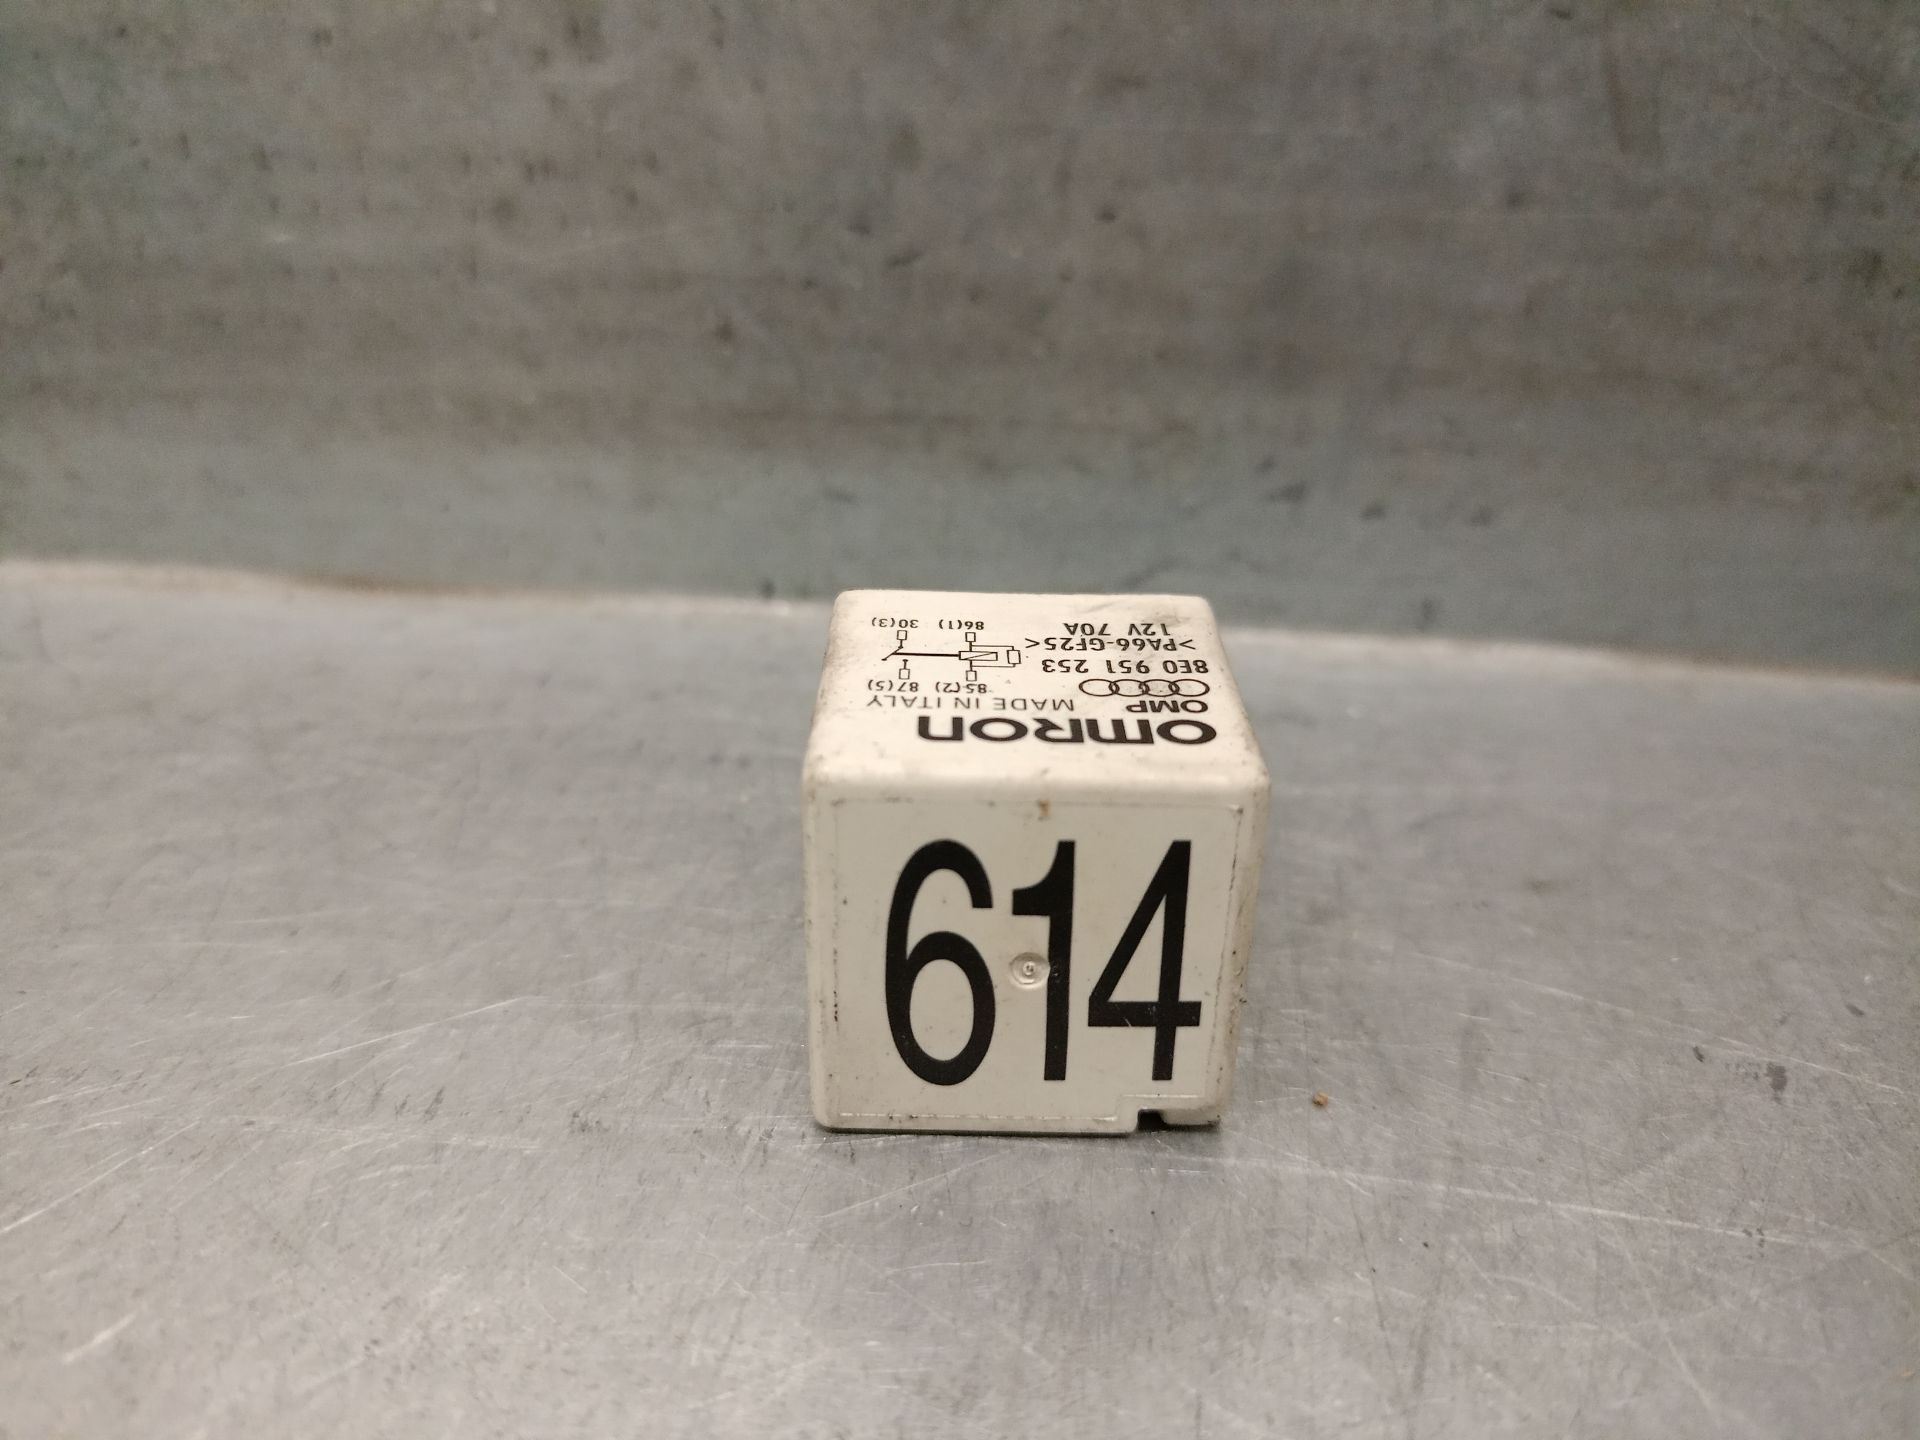 OMRON
OMP MADE IN ITALY
8E0 951 253
>PA66-GF25<
12V 70A
85(2) 87(5)
86(1) 30(3)
614